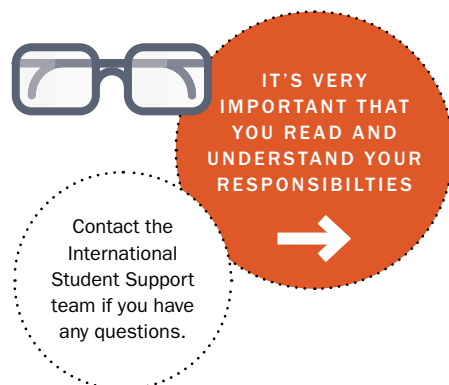 IT’S VERY
IMPORTANT THAT
YOU READ AND
UNDERSTAND YOUR
RESPONSIBILTIES
Contact the
International
Student Support
team if you have
any questions.